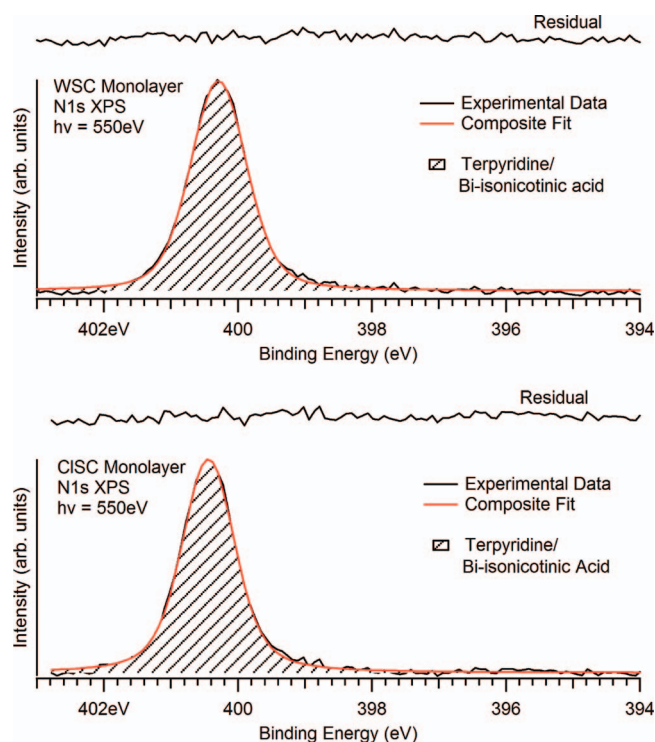 Residual
WSC Monolayer
N1s XPS
hv = 550eV
Experimental Data
Composite Fit
Terpyridine/
Bi-isonicotinic acid
Intensity (arb. units)
402eV 400 398 396 394
Binding Energy (eV)
Residual
ClSC Monolayer
N1s XPS
hv = 550eV
Experimental Data
Composite Fit
Terpyridine/
Bi-isonicotinic Acid
Intensity (arb. units)
402eV 400 398 396 394
Binding Energy (eV)